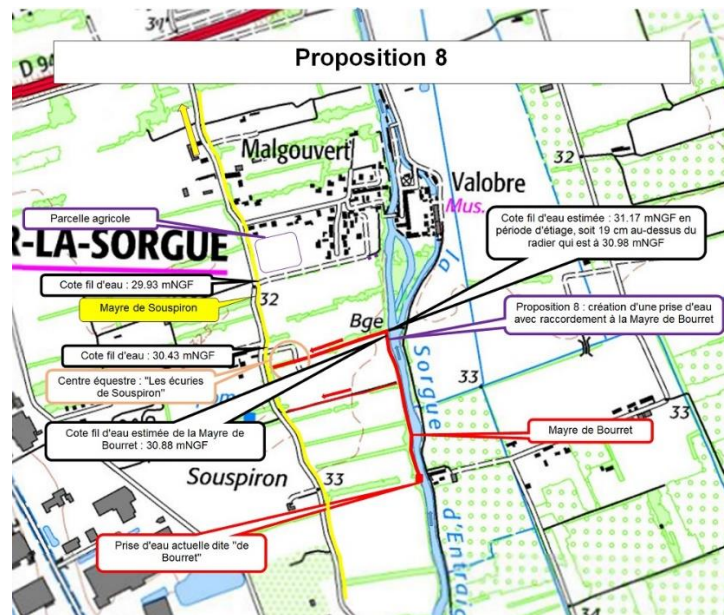 Proposition 8
D 94
31
Malgouvert
Valobre
Mus.
32
Parcelle agricole
Cote fil d'eau estimée : 31.17 mNGF en
période d'étiage, soit 19 cm au-dessus du
radier qui est à 30.98 mNGF
R-LA-SORGUE
la
Cote fil d'eau : 29.93 mNGF
32
Mayre de Souspiron
Bge
Proposition 8 : création d'une prise d'eau
avec raccordement à la Mayre de Bourret
Cote fil d'eau : 30.43 mNGF
Sorgue
33
Centre équestre : "Les écuries
de Souspiron"
33
Cote fil d'eau estimée de la Mayre de
Bourret : 30.88 mNGF
Mayre de Bourret
Souspiron
33
d'Entraig
Prise d'eau actuelle dite "de
Bourret"